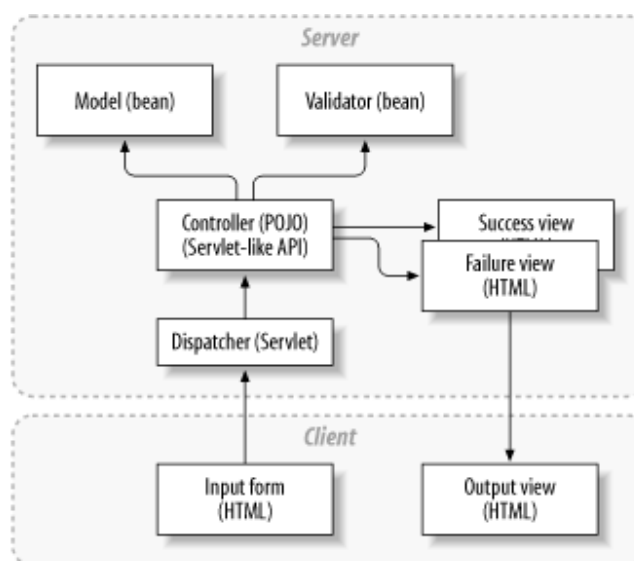 Server
Model (bean)
Validator (bean)
Controller (POJO)
(Servlet-like API)
Success view
Failure view
(HTML)
Dispatcher (Servlet)
Client
Input form
(HTML)
Output view
(HTML)